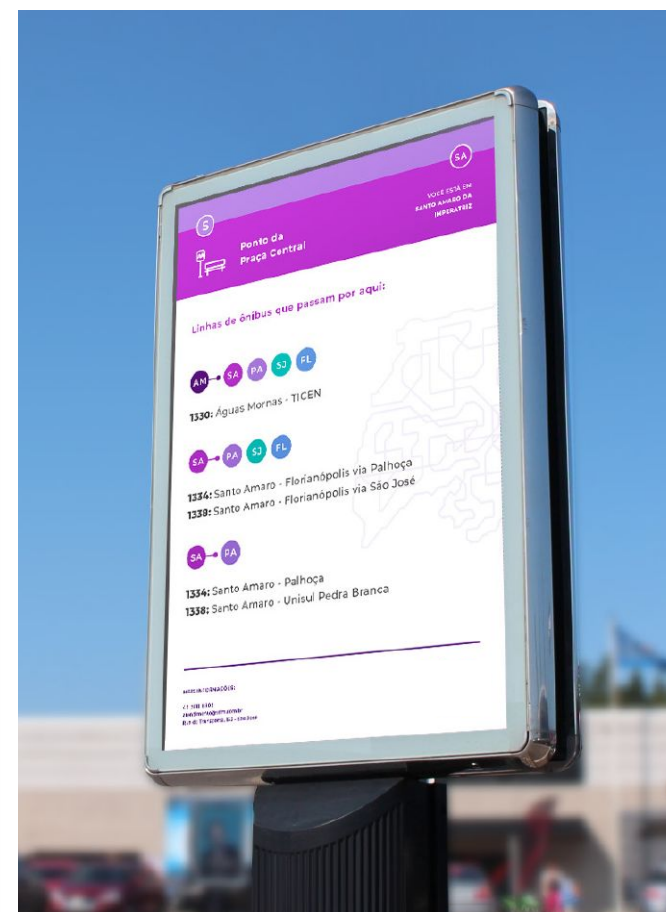 S
SA
AM
Ponto da
Praça Central
VOCÊ ESTÁ EM
SANTO AMARO DA
IMPERATRIZ
Linhas de ônibus que passam por aqui:
AM SA PA SJ FL
1330: Águas Mornas - TICEN
SA PA SJ FL
1334: Santo Amaro - Florianópolis via Palhoça
1338: Santo Amaro - Florianópolis via São José
SA PA
1334: Santo Amaro - Palhoça
1338: Santo Amaro - Unisul Pedra Branca
MAIS INFORMAÇÕES: